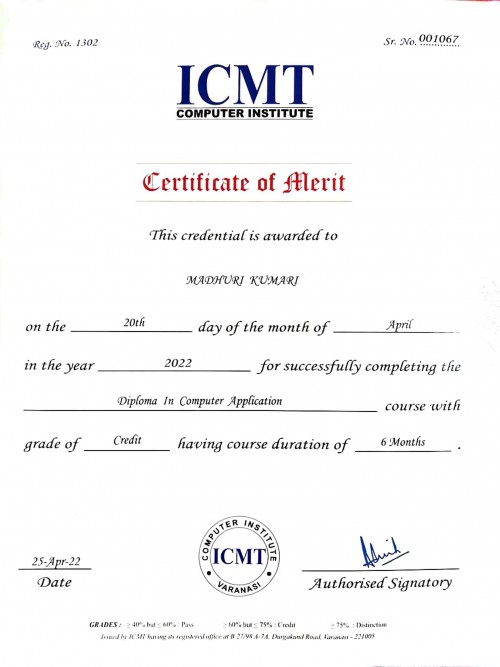 Reg. No. 1302
Sr. No. 001067
ICMT
COMPUTER INSTITUTE
Certificate of Merit
This credential is awarded to
MADHURI KUMARI
on the 20th day of the month of April
in the year 2022 for successfully completing the
Diploma In Computer Application course with
grade of Credit having course duration of 6 Months .
COMPUTER INSTITUTE
ICMT
VARANASI
25-Apr-22
Date
Authorised Signatory
GRADES : ≥ 40% but ≤ 60% : Pass ≥ 60% but ≤ 75% : Credit ≥ 75% : Distinction
Issued by ICMT having its registered office at B 27/98 A-7A, Durgakund Road, Varanasi - 221005